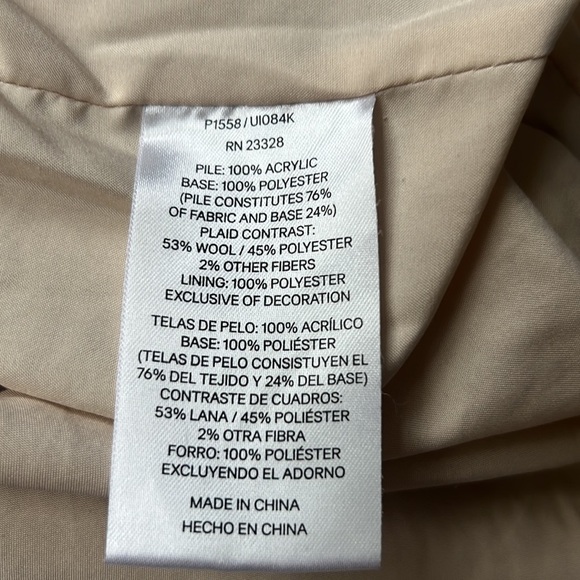 P1558 / UI084K
RN 23328
PILE: 100% ACRYLIC
BASE: 100% POLYESTER
(PILE CONSTITUTES 76%
OF FABRIC AND BASE 24%)
PLAID CONTRAST:
53% WOOL / 45% POLYESTER
2% OTHER FIBERS
LINING: 100% POLYESTER
EXCLUSIVE OF DECORATION
TELAS DE PELO: 100% ACRÍLICO
BASE: 100% POLIÉSTER
(TELAS DE PELO CONSISTUYEN EL
76% DEL TEJIDO Y 24% DEL BASE)
CONTRASTE DE CUADROS:
53% LANA / 45% POLIÉSTER
2% OTRA FIBRA
FORRO: 100% POLIÉSTER
EXCLUYENDO EL ADORNO
MADE IN CHINA
HECHO EN CHINA